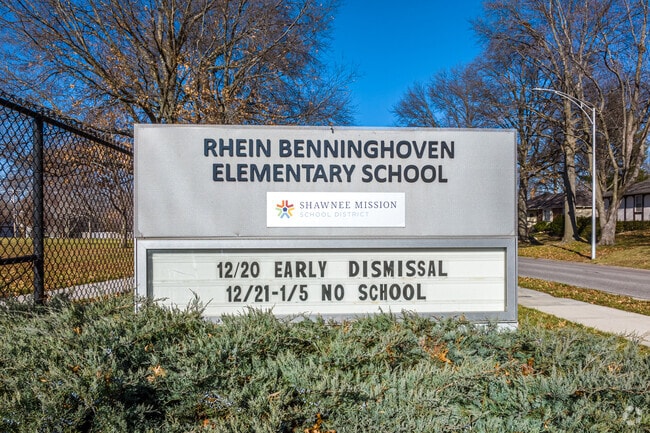 RHEIN BENNINGHOVEN
ELEMENTARY SCHOOL
SHAWNEE MISSION
SCHOOL DISTRICT
12/20 EARLY DISMISSAL
12/21-1/5 NO SCHOOL